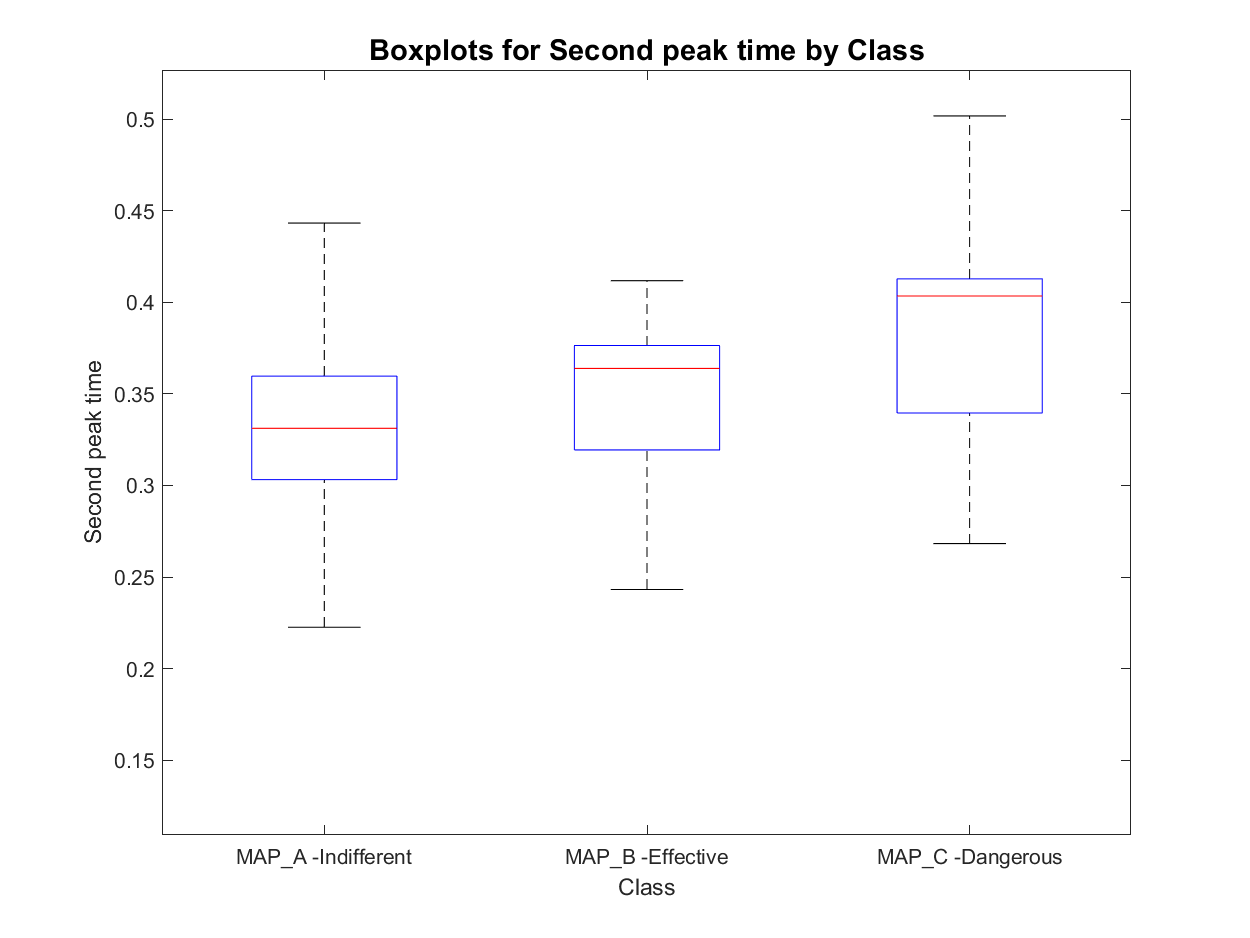 Boxplots for Second peak time by Class
0.5
0.45
0.4
0.35
0.3
0.25
0.2
0.15
Second peak time
MAP_A -Indifferent
MAP_B -Effective
MAP_C -Dangerous
Class